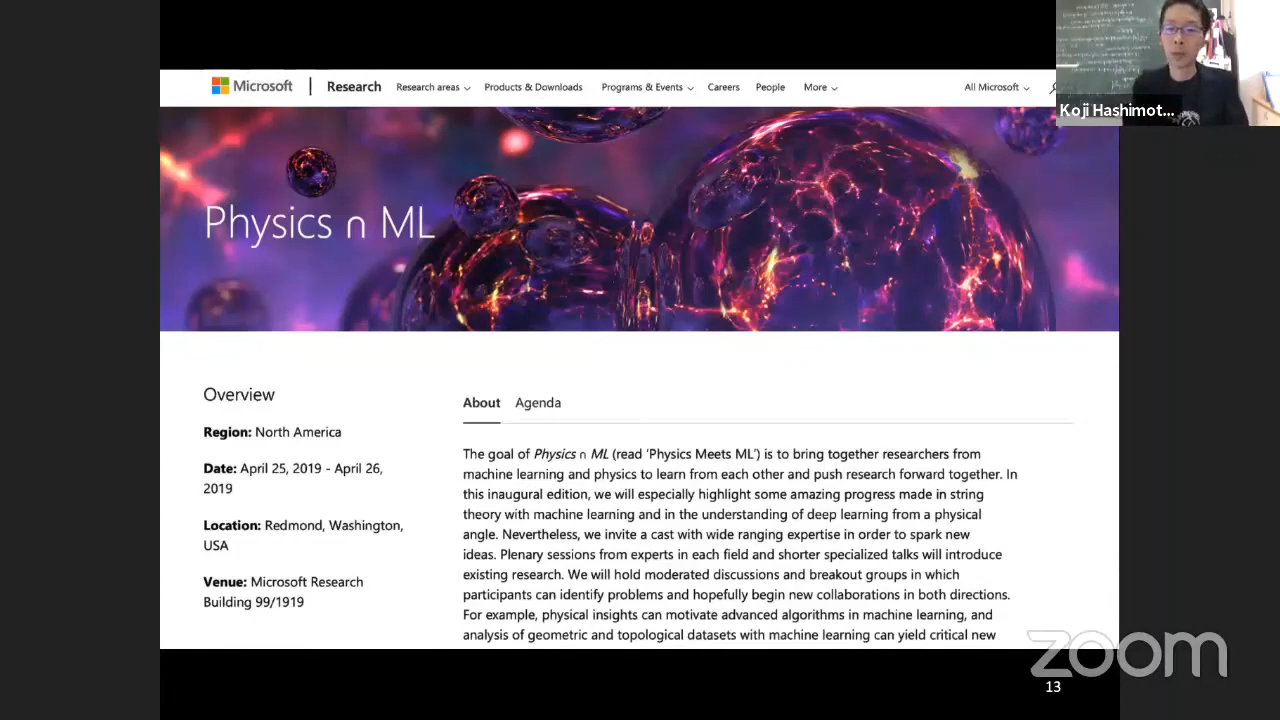 Microsoft | Research Research areas Products & Downloads Programs & Events Careers People More All Microsoft
Koji Hashimot...
Physics ∩ ML
Overview
Region: North America
Date: April 25, 2019 - April 26,
2019
Location: Redmond, Washington,
USA
Venue: Microsoft Research
Building 99/1919
About Agenda
The goal of Physics ∩ ML (read ‘Physics Meets ML’) is to bring together researchers from
machine learning and physics to learn from each other and push research forward together. In
this inaugural edition, we will especially highlight some amazing progress made in string
theory with machine learning and in the understanding of deep learning from a physical
angle. Nevertheless, we invite a cast with wide ranging expertise in order to spark new
ideas. Plenary sessions from experts in each field and shorter specialized talks will introduce
existing research. We will hold moderated discussions and breakout groups in which
participants can identify problems and hopefully begin new collaborations in both directions.
For example, physical insights can motivate advanced algorithms in machine learning, and
analysis of geometric and topological datasets with machine learning can yield critical new
zoom
13